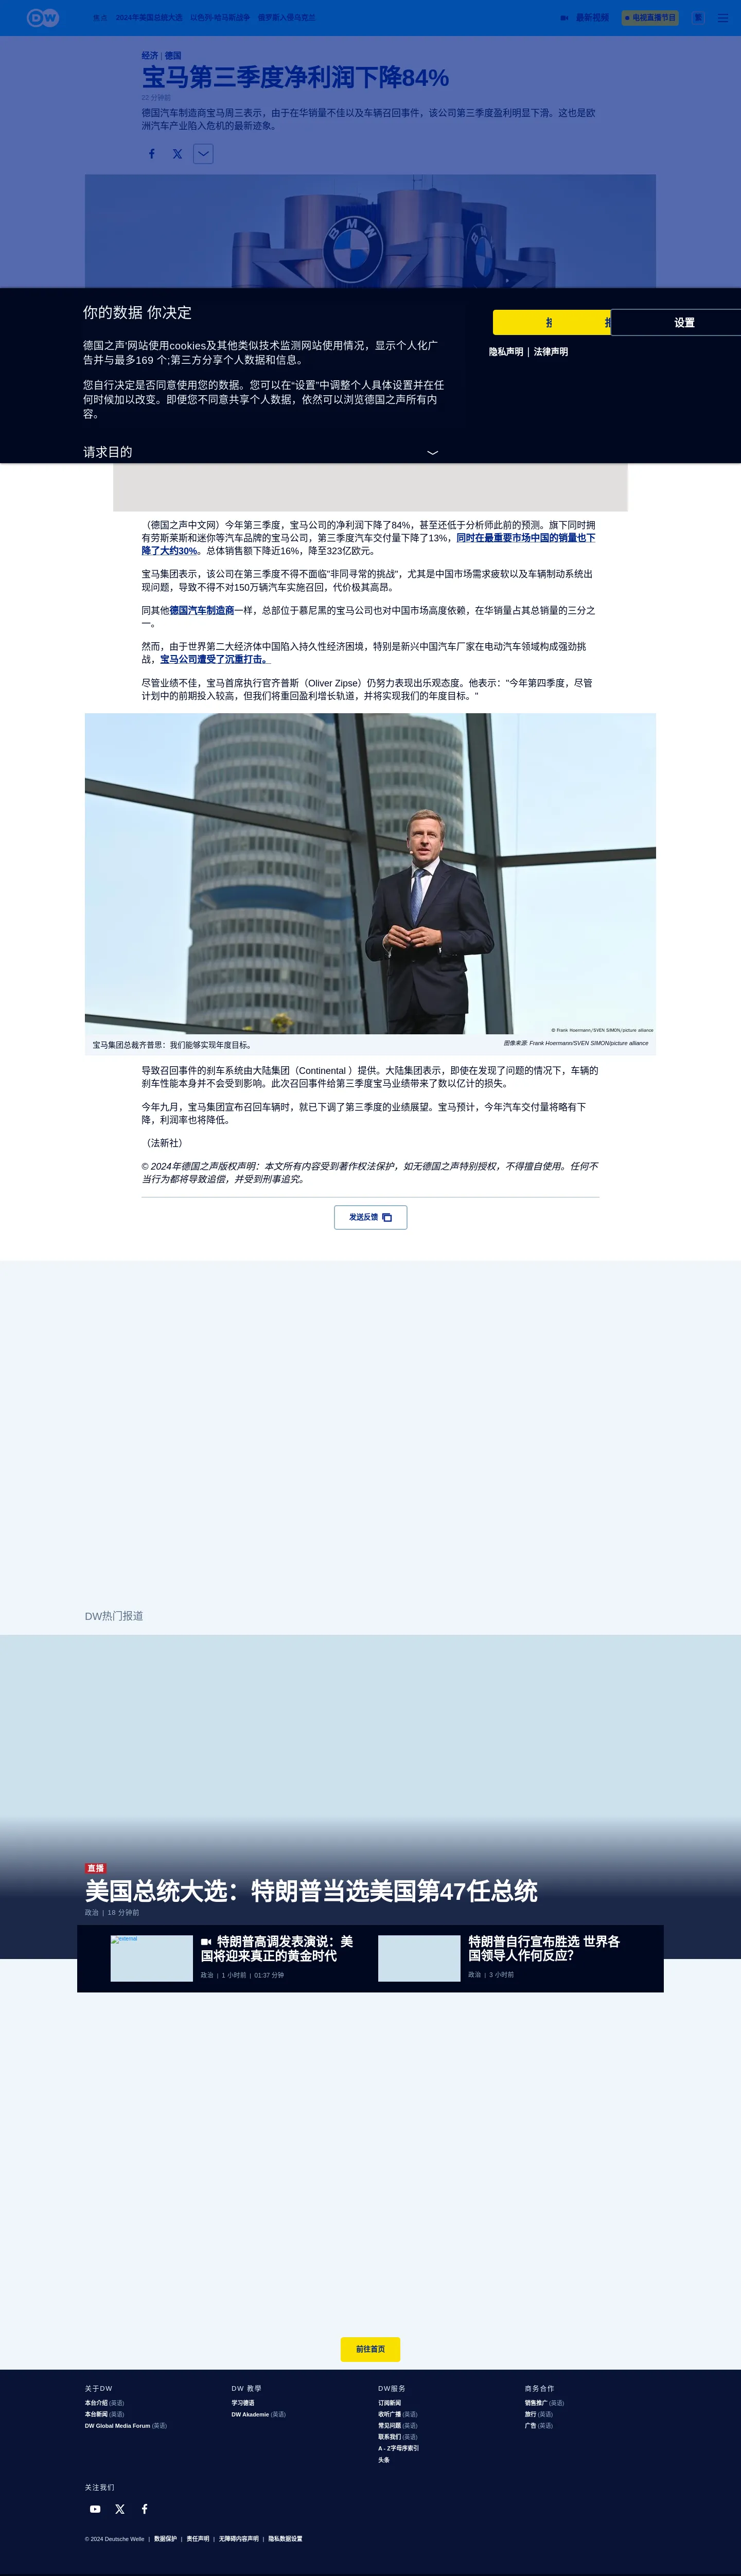 DW
热点 2024年美国总统大选 以色列-哈马斯战争 俄罗斯入侵乌克兰 最新视频 电视直播节目 繁
经济 | 德国
宝马第三季度净利润下降84%
22 分钟前
德国汽车制造商宝马周三表示，由于在华销量不佳以及车辆召回事件，该公司第三季度盈利明显下滑。这也是欧
洲汽车产业陷入危机的最新迹象。
BMW
你的数据 你决定
德国之声'网站使用cookies及其他类似技术监测网站使用情况，显示个人化广
告并与最多169 个;第三方分享个人数据和信息。
您自行决定是否同意使用您的数据。您可以在“设置”中调整个人具体设置并在任
何时候加以改变。即便您不同意共享个人数据，依然可以浏览德国之声所有内
容。
请求目的
设置
隐私声明 | 法律声明
（德国之声中文网）今年第三季度，宝马公司的净利润下降了84%，甚至还低于分析师此前的预测。旗下同时拥
有劳斯莱斯和迷你等汽车品牌的宝马公司，第三季度汽车交付量下降了13%，同时在最重要市场中国的销量也下
降了大约30%。总体销售额下降近16%，降至323亿欧元。
宝马集团表示，该公司在第三季度不得不面临"非同寻常的挑战"，尤其是中国市场需求疲软以及车辆制动系统出
现问题，导致不得不对150万辆汽车实施召回，代价极其高昂。
同其他德国汽车制造商一样，总部位于慕尼黑的宝马公司也对中国市场高度依赖，在华销量占其总销量的三分之
一。
然而，由于世界第二大经济体中国陷入持久性经济困境，特别是新兴中国汽车厂家在电动汽车领域构成强劲挑
战，宝马公司遭受了沉重打击。
尽管业绩不佳，宝马首席执行官齐普斯（Oliver Zipse）仍努力表现出乐观态度。他表示："今年第四季度，尽管
计划中的前期投入较高，但我们将重回盈利增长轨道，并将实现我们的年度目标。"
© Frank Hoermann/SVEN SIMON/picture alliance
宝马集团总裁齐普思：我们能够实现年度目标。
图像来源: Frank Hoermann/SVEN SIMON/picture alliance
导致召回事件的刹车系统由大陆集团（Continental ）提供。大陆集团表示，即使在发现了问题的情况下，车辆的
刹车性能本身并不会受到影响。此次召回事件给第三季度宝马业绩带来了数以亿计的损失。
今年九月，宝马集团宣布召回车辆时，就已下调了第三季度的业绩展望。宝马预计，今年汽车交付量将略有下
降，利润率也将降低。
（法新社）
© 2024年德国之声版权声明：本文所有内容受到著作权法保护，如无德国之声特别授权，不得擅自使用。任何不
当行为都将导致追偿，并受到刑事追究。
发送反馈
DW热门报道
直播
美国总统大选：特朗普当选美国第47任总统
政治 | 18 分钟前
external
特朗普高调发表演说：美
国将迎来真正的黄金时代
政治 | 1 小时前 | 01:37 分钟
特朗普自行宣布胜选 世界各
国领导人作何反应？
政治 | 3 小时前
前往首页
关于DW
本台介绍 (英语)
本台新闻 (英语)
DW Global Media Forum (英语)
DW 教學
学习德语
DW Akademie (英语)
DW服务
订阅新闻
收听广播 (英语)
常见问题 (英语)
联系我们 (英语)
A - Z字母序索引
头条
商务合作
销售推广 (英语)
旅行 (英语)
广告 (英语)
关注我们
© 2024 Deutsche Welle | 数据保护 | 责任声明 | 无障碍内容声明 | 隐私数据设置